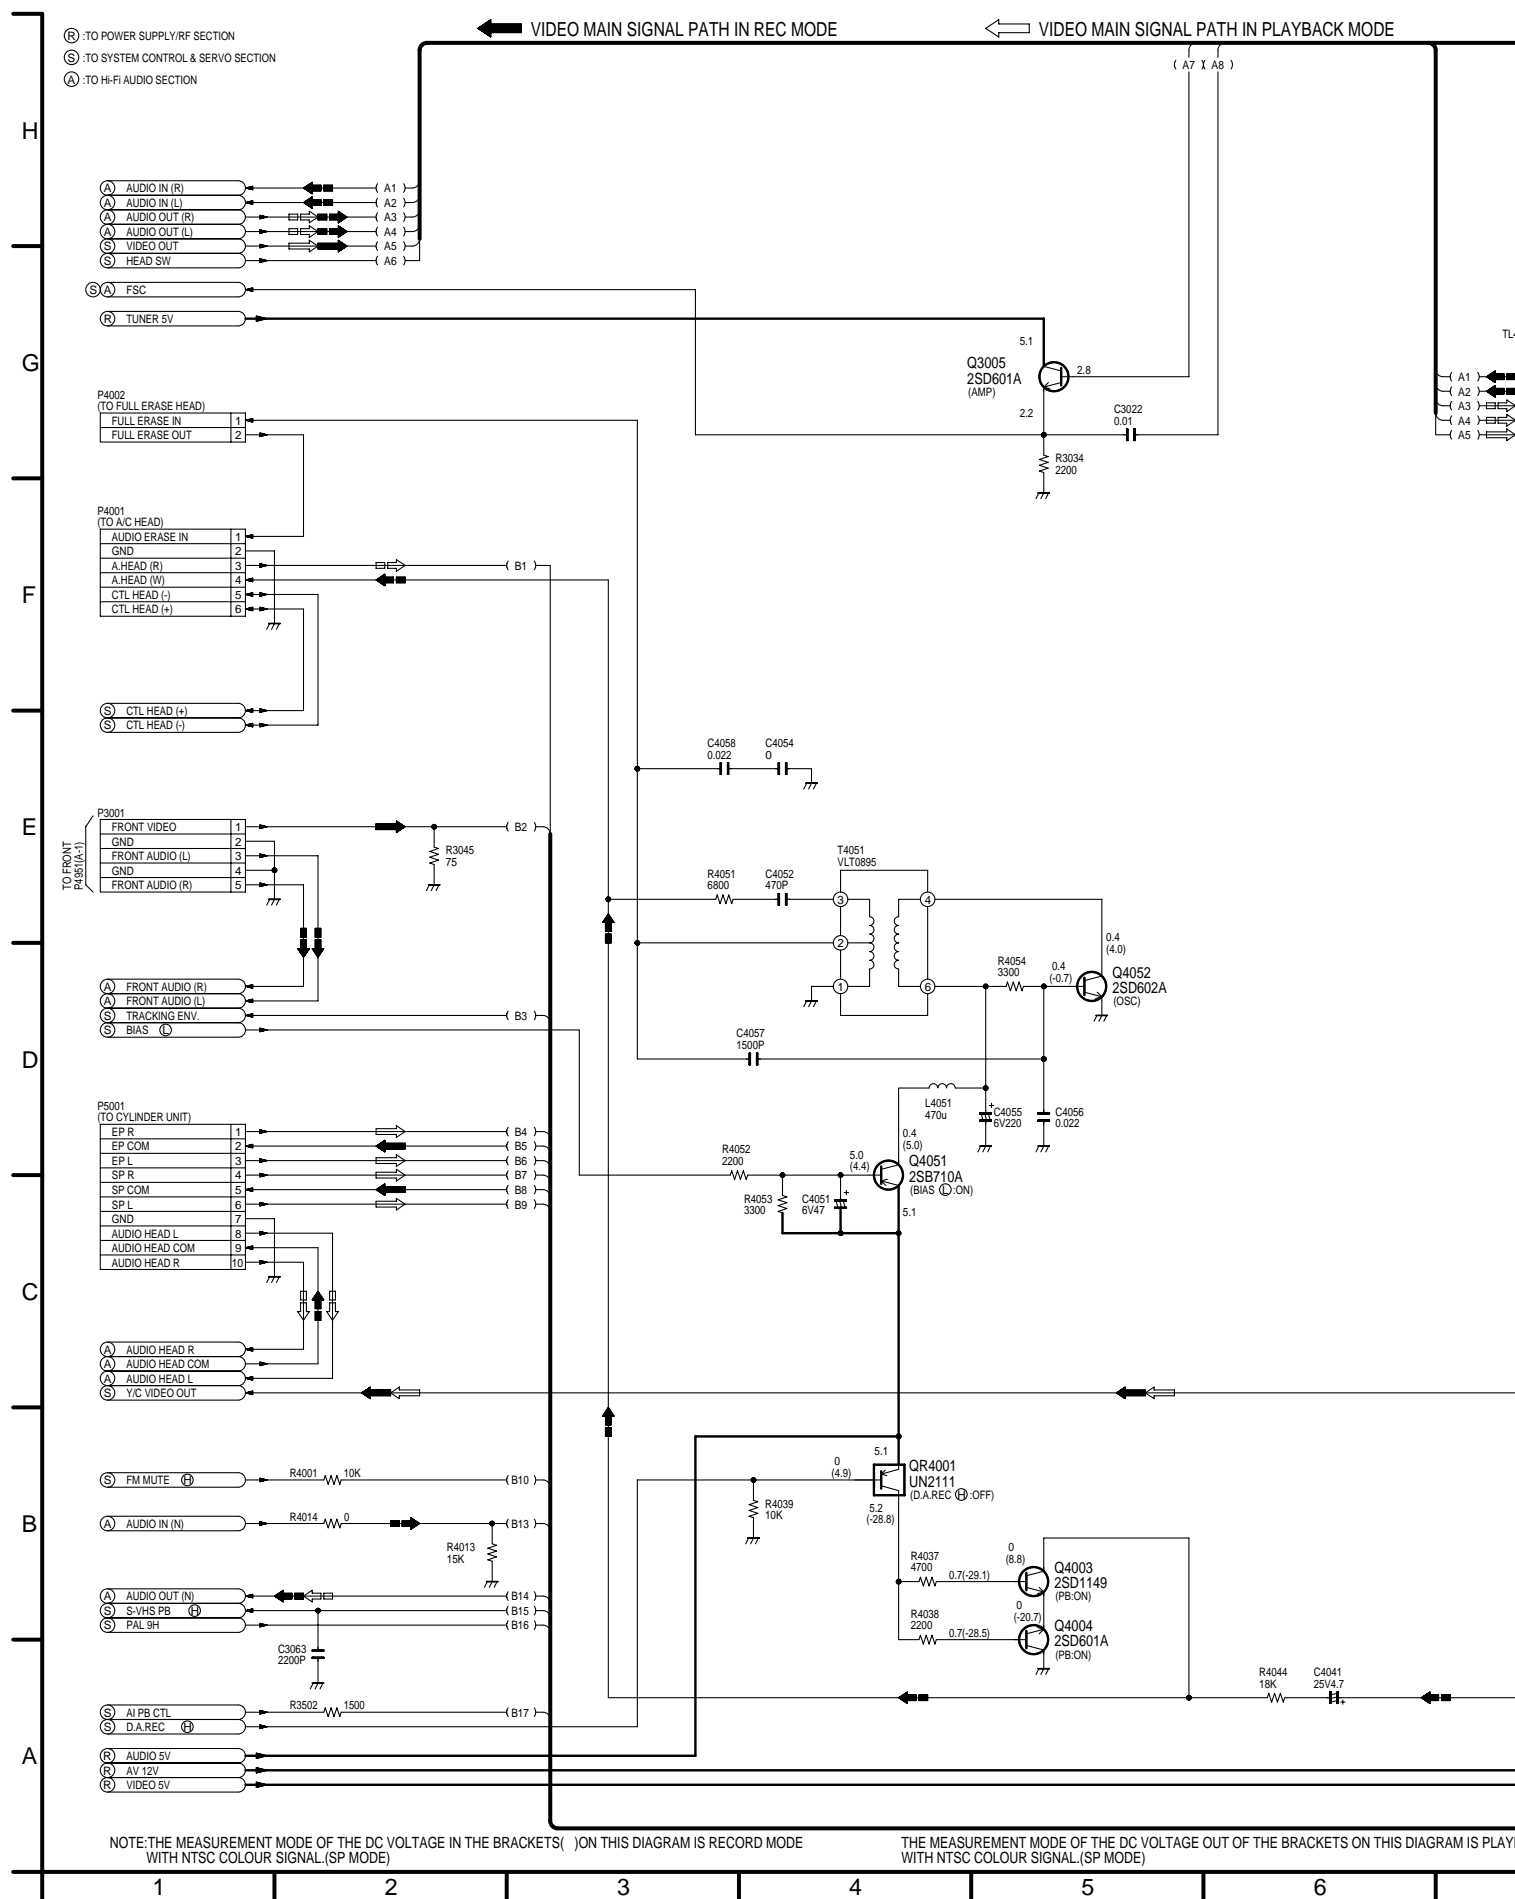 VIDEO MAIN SIGNAL PATH IN REC MODE
VIDEO MAIN SIGNAL PATH IN PLAYBACK MODE
R :TO POWER SUPPLY/RF SECTION
S :TO SYSTEM CONTROL & SERVO SECTION
A :TO Hi-Fi AUDIO SECTION
A7 A8
H
A AUDIO IN (R) A1
A AUDIO IN (L) A2
A AUDIO OUT (R) A3
A AUDIO OUT (L) A4
S VIDEO OUT A5
S HEAD SW A6
S A FSC
R TUNER 5V
G
5.1
Q3005
2SD601A
(AMP)
2.8
2.2
C3022
0.01
R3034
2200
A1
A2
A3
A4
A5
P4002
(TO FULL ERASE HEAD)
FULL ERASE IN 1
FULL ERASE OUT 2
P4001
(TO A/C HEAD)
AUDIO ERASE IN 1
GND 2
A.HEAD (R) 3 B1
A.HEAD (W) 4
CTL HEAD (-) 5
CTL HEAD (+) 6
F
S CTL HEAD (+)
S CTL HEAD (-)
C4058
0.022
C4054
0
E
P3001
TO FRONT
P4951(A-1)
FRONT VIDEO 1 B2
GND 2
FRONT AUDIO (L) 3
GND 4
FRONT AUDIO (R) 5
R3045
75
R4051
6800
C4052
470P
T4051
VLT0895
3 4
2
1 6
0.4
(4.0)
R4054
3300
0.4
(-0.7)
Q4052
2SD602A
(OSC)
A FRONT AUDIO (R)
A FRONT AUDIO (L)
S TRACKING ENV. B3
S BIAS L
D
C4057
1500P
L4051
470u
+
C4055
6V220
C4056
0.022
P5001
(TO CYLINDER UNIT)
EP R 1 B4
EP COM 2 B5
EP L 3 B6
SP R 4 B7
SP COM 5 B8
SP L 6 B9
GND 7
AUDIO HEAD L 8
AUDIO HEAD COM 9
AUDIO HEAD R 10
R4052
2200
R4053
3300
C4051
6V47
+
5.0
(4.4)
0.4
(5.0)
Q4051
2SB710A
(BIAS L:ON)
5.1
C
A AUDIO HEAD R
A AUDIO HEAD COM
A AUDIO HEAD L
S Y/C VIDEO OUT
S FM MUTE H R4001 10K B10
0
(4.9)
5.1
QR4001
UN2111
(D.A.REC H:OFF)
R4039
10K
5.2
(-28.8)
B
A AUDIO IN (N) R4014 0 B13
R4013
15K
R4037
4700
0.7(-29.1)
0
(8.8)
Q4003
2SD1149
(PB:ON)
A AUDIO OUT (N) B14
S S-VHS PB H B15
S PAL 9H B16
R4038
2200
0.7(-28.5)
0
(-20.7)
Q4004
2SD601A
(PB:ON)
C3063
2200P
R4044
18K
C4041
25V4.7
+
S AI PB CTL R3502 1500 B17
S D.A.REC H
A
R AUDIO 5V
R AV 12V
R VIDEO 5V
NOTE:THE MEASUREMENT MODE OF THE DC VOLTAGE IN THE BRACKETS( )ON THIS DIAGRAM IS RECORD MODE
WITH NTSC COLOUR SIGNAL.(SP MODE)
THE MEASUREMENT MODE OF THE DC VOLTAGE OUT OF THE BRACKETS ON THIS DIAGRAM IS PLAY
WITH NTSC COLOUR SIGNAL.(SP MODE)
1 2 3 4 5 6